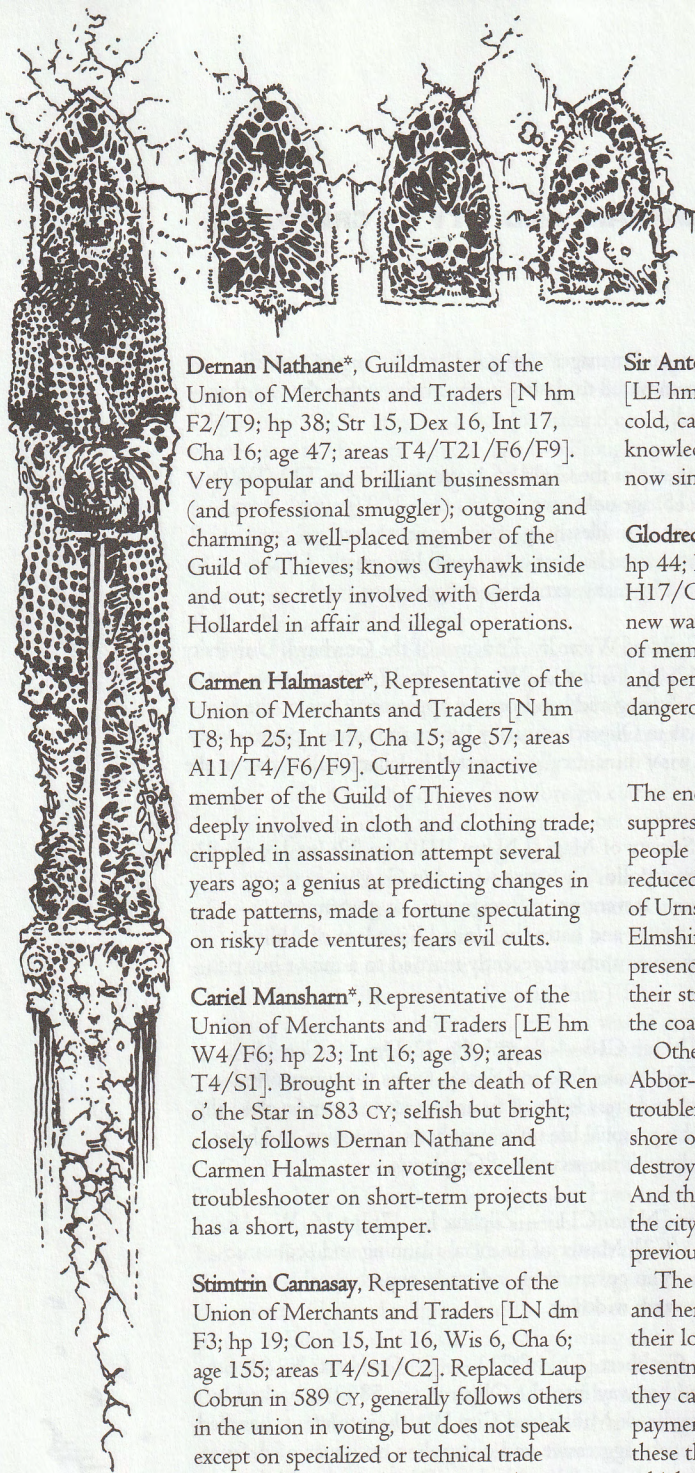 Dernan Nathane*, Guildmaster of the
Union of Merchants and Traders [N hm
F2/T9; hp 38; Str 15, Dex 16, Int 17,
Cha 16; age 47; areas T4/T21/F6/F9].
Very popular and brilliant businessman
(and professional smuggler); outgoing and
charming; a well-placed member of the
Guild of Thieves; knows Greyhawk inside
and out; secretly involved with Gerda
Hollardel in affair and illegal operations.
Carmen Halmaster*, Representative of the
Union of Merchants and Traders [N hm
T8; hp 25; Int 17, Cha 15; age 57; areas
A11/T4/F6/F9]. Currently inactive
member of the Guild of Thieves now
deeply involved in cloth and clothing trade;
crippled in assassination attempt several
years ago; a genius at predicting changes in
trade patterns, made a fortune speculating
on risky trade ventures; fears evil cults.
Cariel Mansharn*, Representative of the
Union of Merchants and Traders [LE hm
W4/F6; hp 23; Int 16; age 39; areas
T4/S1]. Brought in after the death of Ren
o' the Star in 583 CY; selfish but bright;
closely follows Dernan Nathane and
Carmen Halmaster in voting; excellent
troubleshooter on short-term projects but
has a short, nasty temper.
Stimtrin Cannasay, Representative of the
Union of Merchants and Traders [LN dm
F3; hp 19; Con 15, Int 16, Wis 6, Cha 6;
age 155; areas T4/S1/C2]. Replaced Laup
Cobrun in 589 CY, generally follows others
in the union in voting, but does not speak
except on specialized or technical trade
Sir Anto
[LE hm
cold, ca
knowled
now sin
Glodred
hp 44;
H17/C
new wa
of mem
and per
dangero
The end
suppres
people
reduced
of Urns
Elmshi
presenc
their st
the coa
Othe
Abbor-
trouble
shore o
destroy
And th
the city
previou
The
and thei
their lo
resentm
they ca
paymen
these th